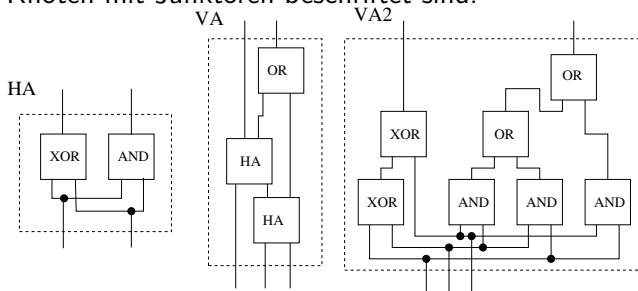 Knoten mit Junktoren beschriftet sind?
VA
VA2
OR
OR
HA
XOR
OR
XOR
AND
HA
XOR
AND
AND
AND
HA